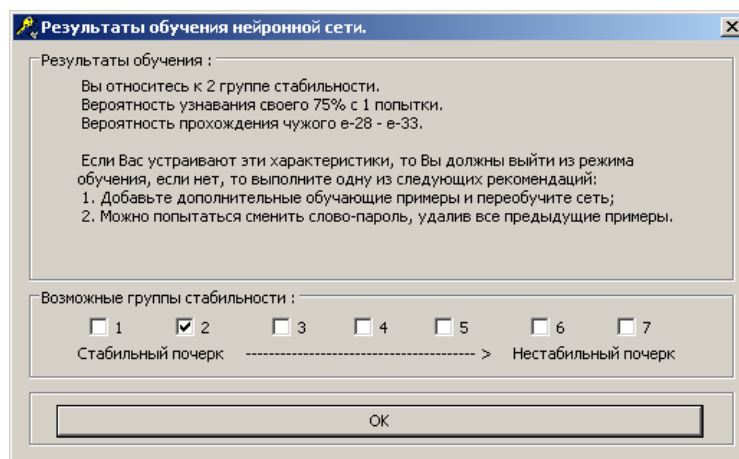 Результаты обучения нейронной сети.
Результаты обучения :
Вы относитесь к 2 группе стабильности.
Вероятность узнавания своего 75% с 1 попытки.
Вероятность прохождения чужого e-28 - e-33.
Если Вас устраивают эти характеристики, то Вы должны выйти из режима
обучения, если нет, то выполните одну из следующих рекомендаций:
1. Добавьте дополнительные обучающие примеры и переобучите сеть;
2. Можно попытаться сменить слово-пароль, удалив все предыдущие примеры.
Возможные группы стабильности :
1 2 3 4 5 6 7
Стабильный почерк ---------------------------------------- > Нестабильный почерк
OK